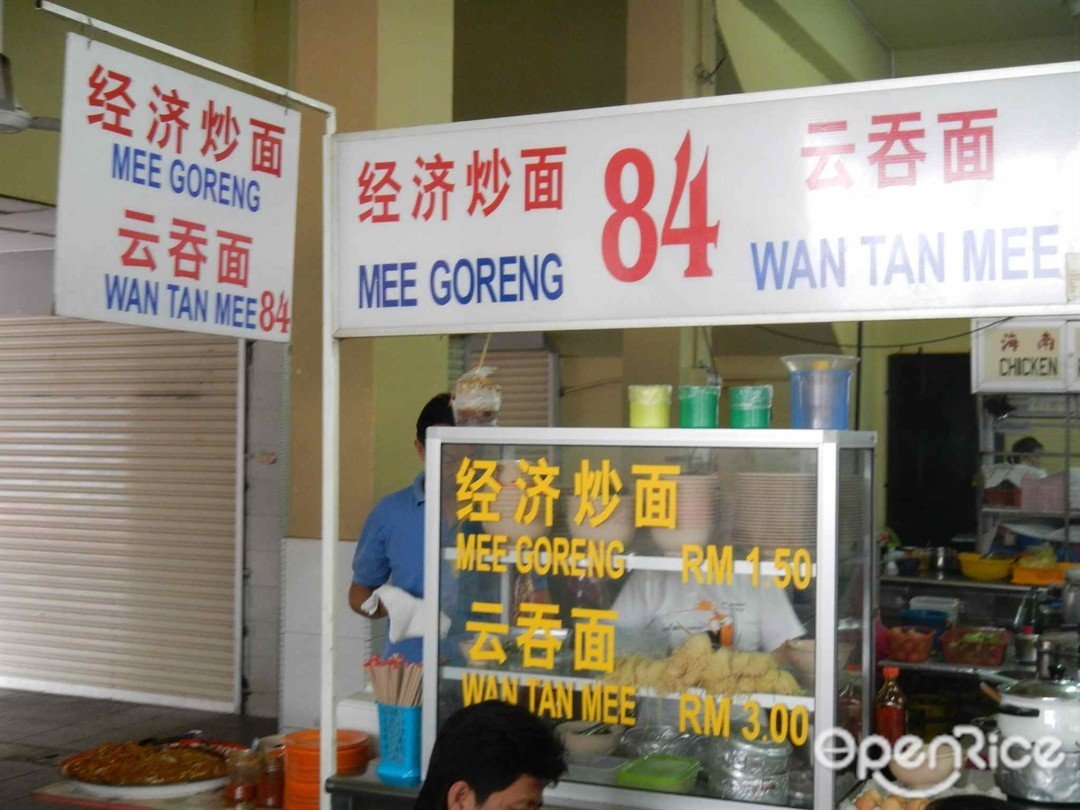 经济炒面
MEE GORENG
云吞面
WAN TAN MEE 84
经济炒面 84 云吞面
MEE GORENG WAN TAN MEE
海南
CHICKEN
经济炒面
MEE GORENG RM 1.50
云吞面
WAN TAN MEE RM 3.00
OpenRice